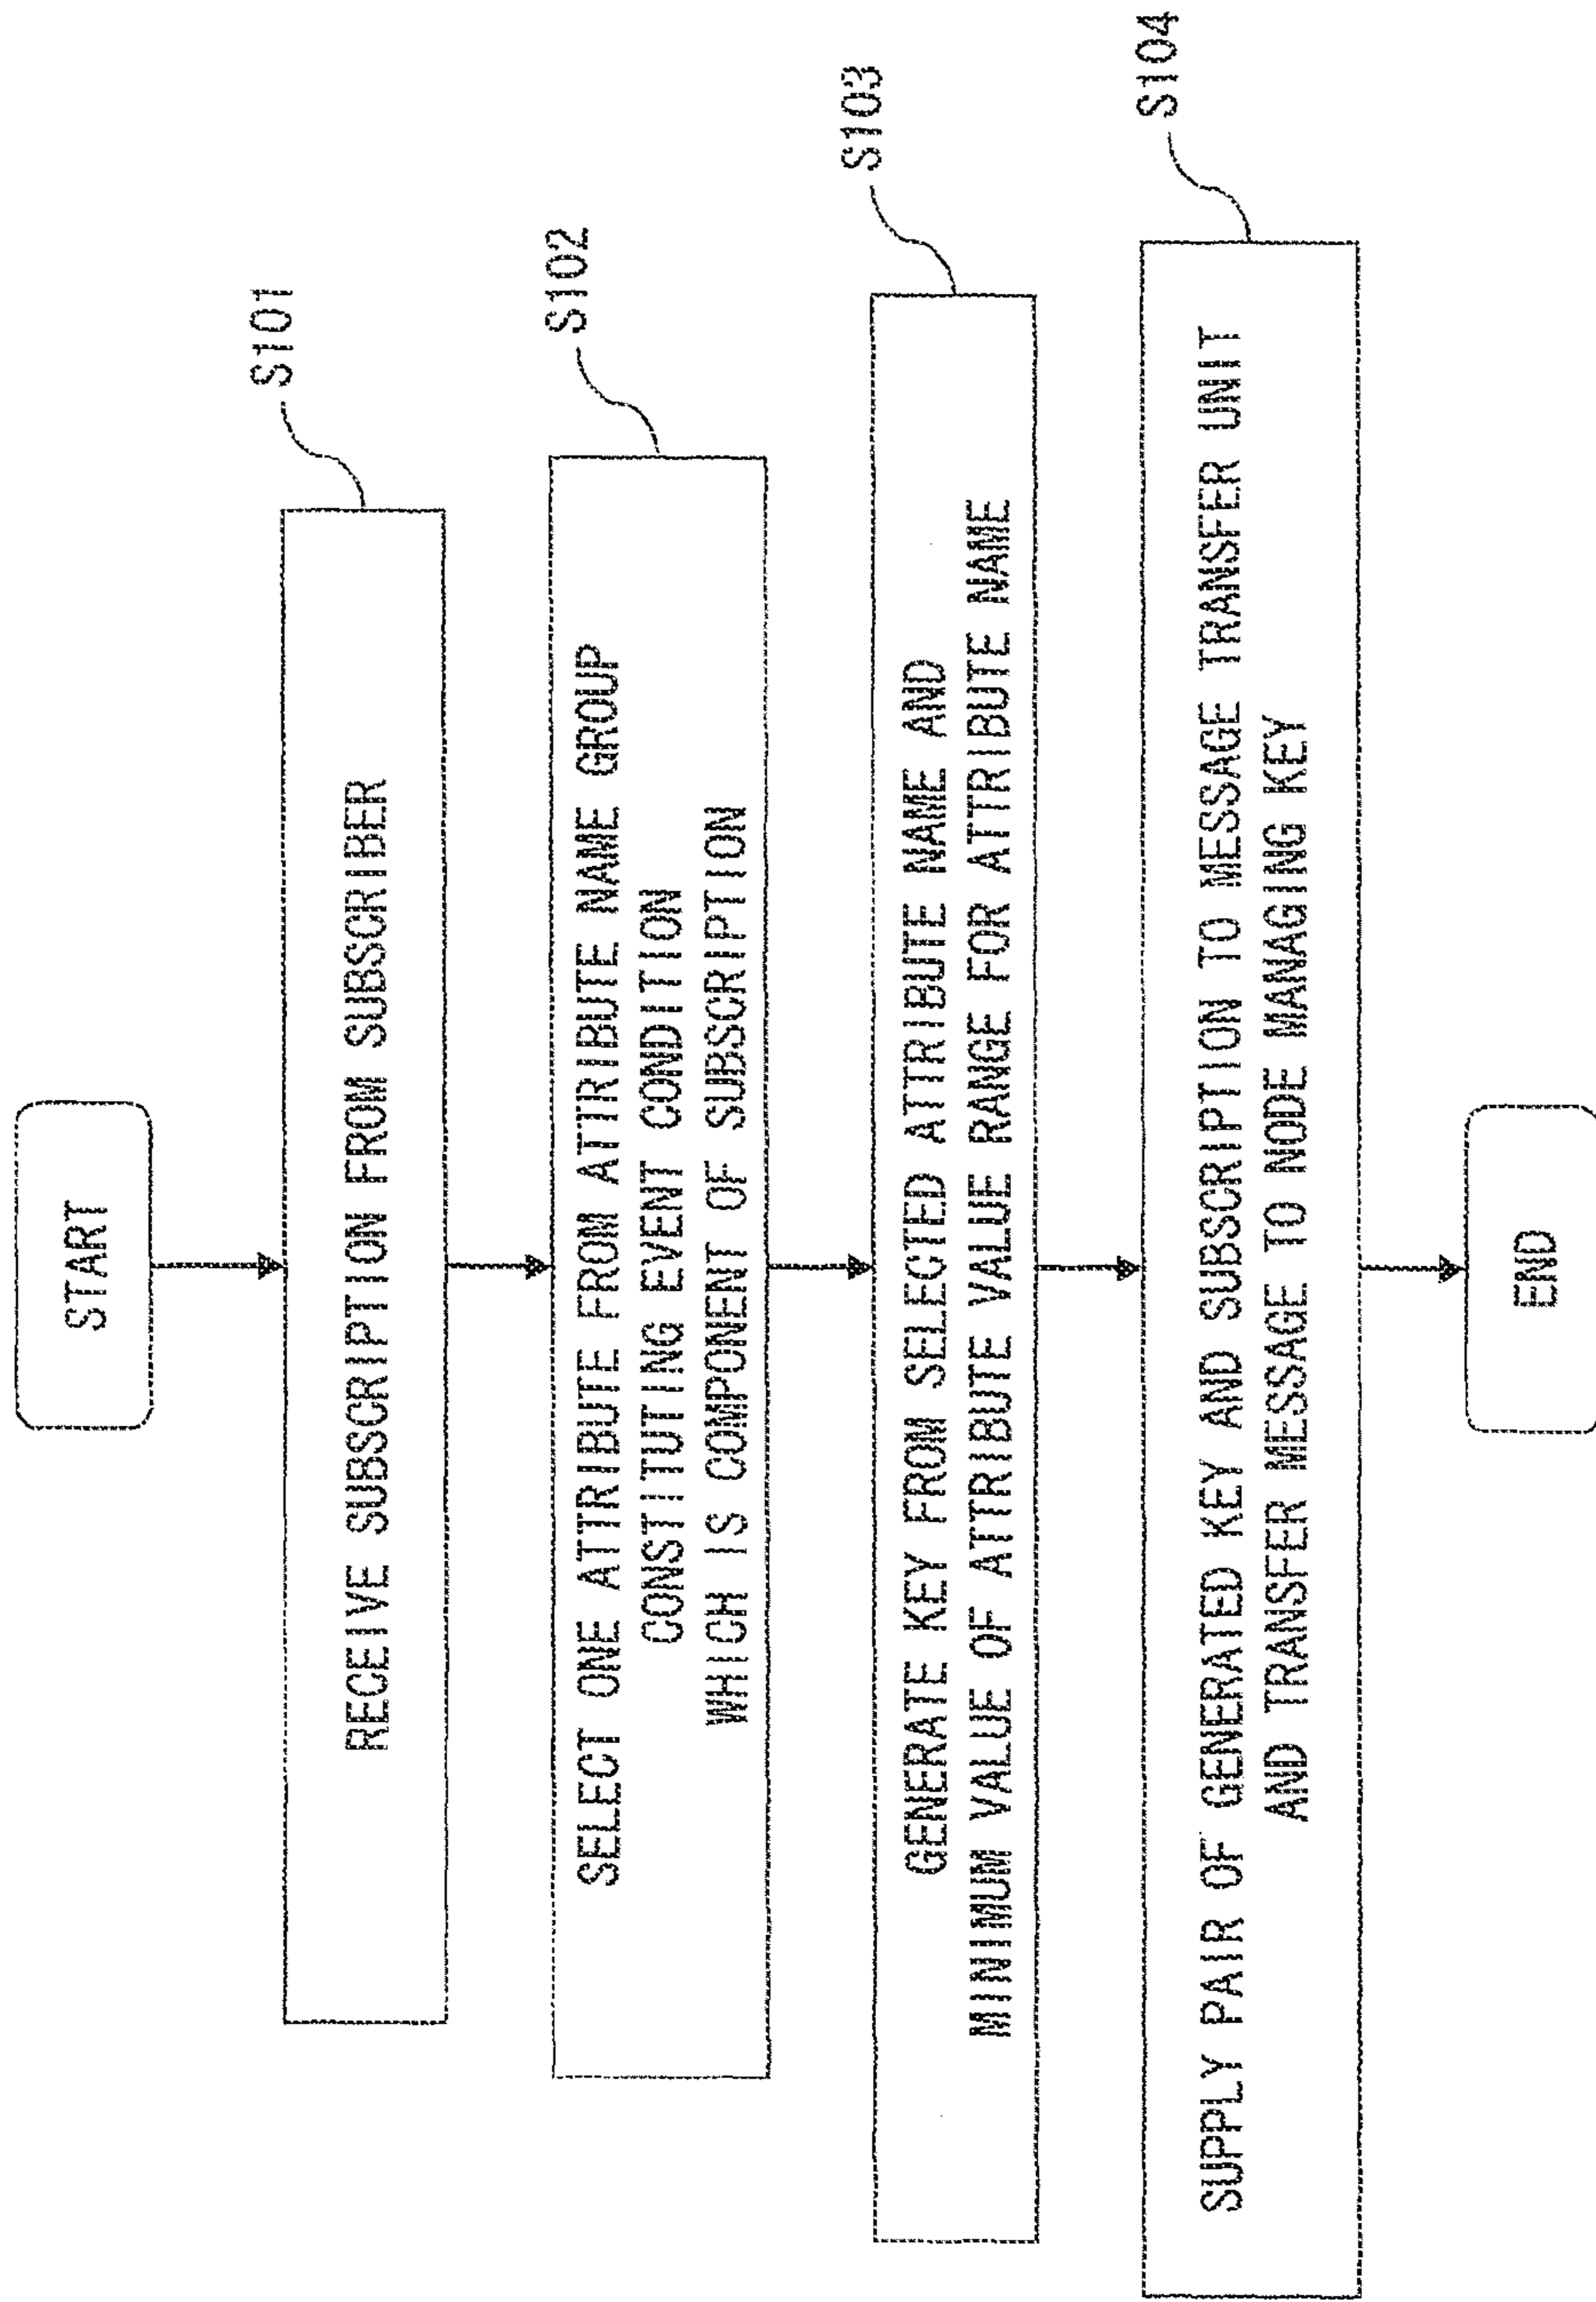 START
S101
RECEIVE SUBSCRIPTION FROM SUBSCRIBER
S102
SELECT ONE ATTRIBUTE FROM ATTRIBUTE NAME GROUP
CONSTITUTING EVENT CONDITION
WHICH IS COMPONENT OF SUBSCRIPTION
S103
GENERATE KEY FROM SELECTED ATTRIBUTE NAME AND
MINIMUM VALUE OF ATTRIBUTE VALUE RANGE FOR ATTRIBUTE NAME
S104
SUPPLY PAIR OF GENERATED KEY AND SUBSCRIPTION TO MESSAGE TRANSFER UNIT
AND TRANSFER MESSAGE TO NODE MANAGING KEY
END